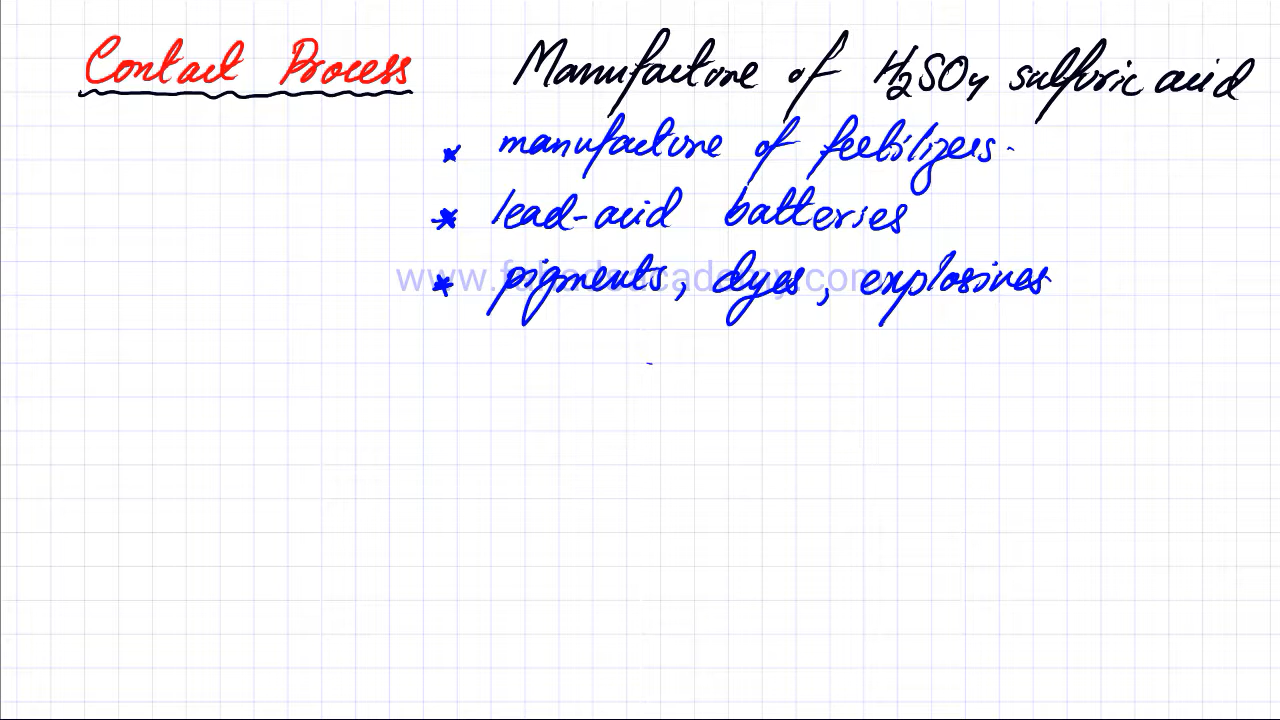 Contact Process Manufacture of H2SO4 sulfuric acid
* manufacture of fertilizers.
* lead-acid batteries
* pigments, dyes, explosives